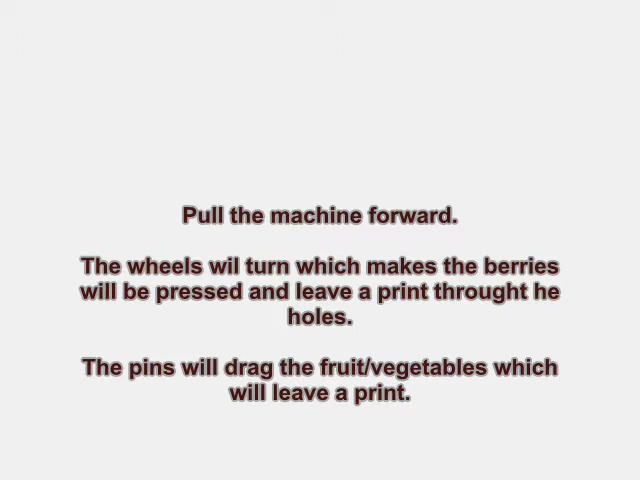 Pull the machine forward.
The wheels wil turn which makes the berries
will be pressed and leave a print throught he
holes.
The pins will drag the fruit/vegetables which
will leave a print.